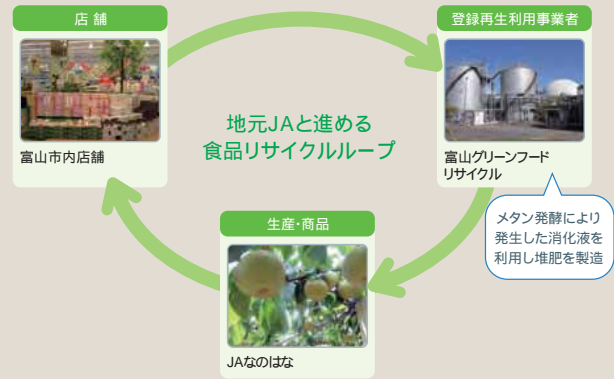 店 舗
富山市内店舗
登録再生利用事業者
富山グリーンフード
リサイクル
メタン発酵により
発生した消化液を
利用し堆肥を製造
地元JAと進める
食品リサイクルループ
生産・商品
JAなのはな